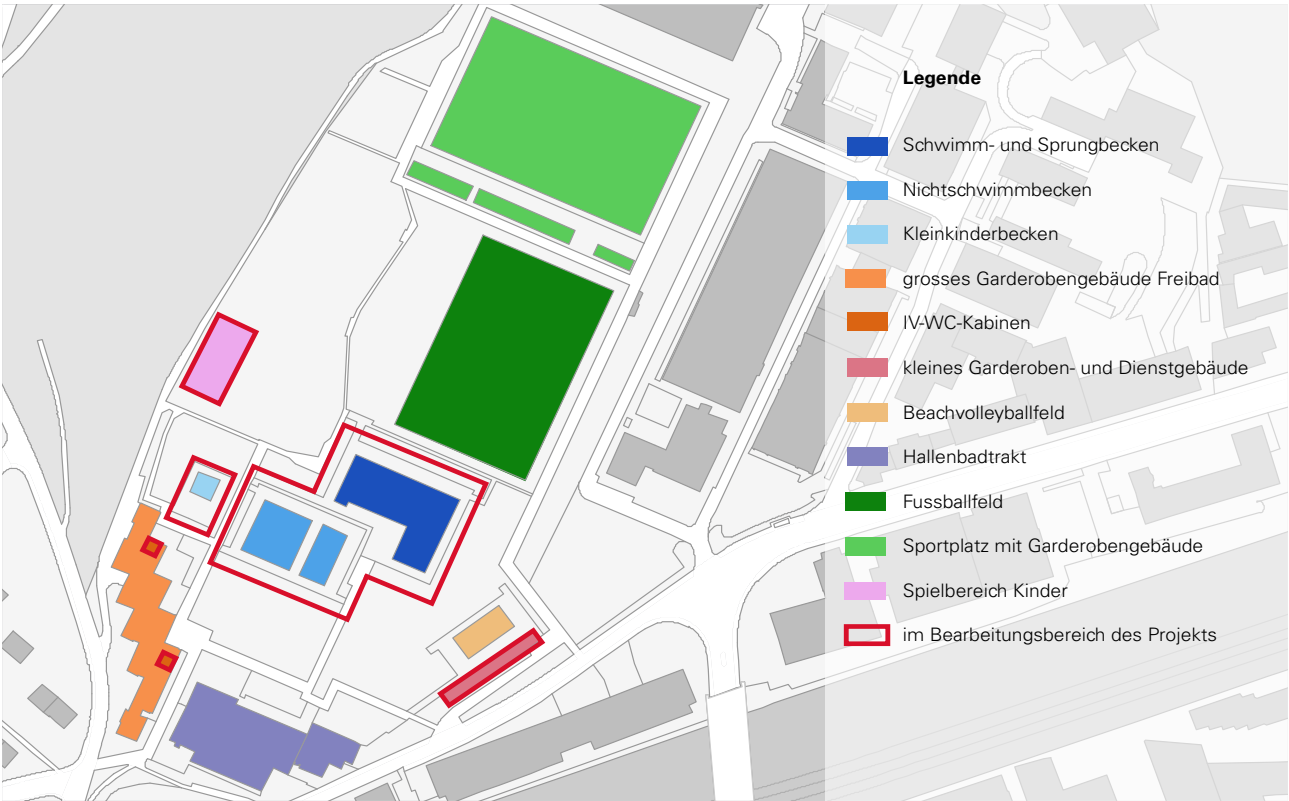 Legende
Schwimm- und Sprungbecken
Nichtschwimmbecken
Kleinkinderbecken
grosses Garderobengebäude Freibad
IV-WC-Kabinen
kleines Garderoben- und Dienstgebäude
Beachvolleyballfeld
Hallenbadtrakt
Fussballfeld
Sportplatz mit Garderobengebäude
Spielbereich Kinder
im Bearbeitungsbereich des Projekts